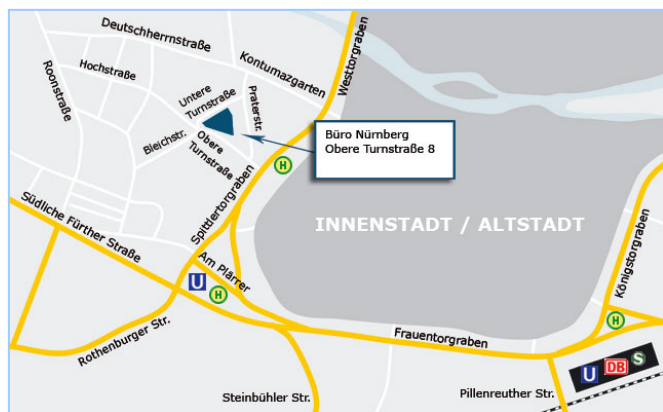 Deutschherrnstraße
Kontumazgarten
Westtorgraben
Hochstraße
Roonstraße
Untere
Turnstraße
Praterstr.
Bleichstr.
Obere
Turnstraße
Büro Nürnberg
Obere Turnstraße 8
H
Spittlertorgraben
INNENSTADT / ALTSTADT
Südliche Fürther Straße
Am Plärrer
U
H
Königstorgraben
Rothenburger Str.
Frauentorgraben
H
U
DB
S
Steinbühler Str.
Pillenreuther Str.